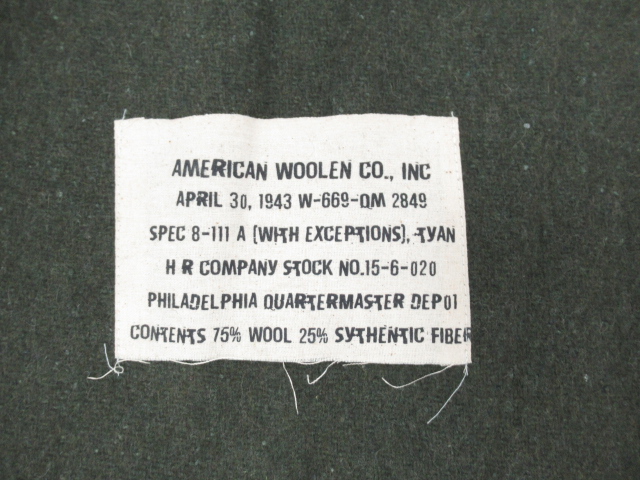 AMERICAN WOOLEN CO., INC
APRIL 30, 1943 W-669-QM 2849
SPEC 8-111 A (WITH EXCEPTIONS), TYAN
H R COMPANY STOCK NO.15-6-020
PHILADELPHIA QUARTERMASTER DEPOT
CONTENTS 75% WOOL 25% SYTHENTIC FIBER